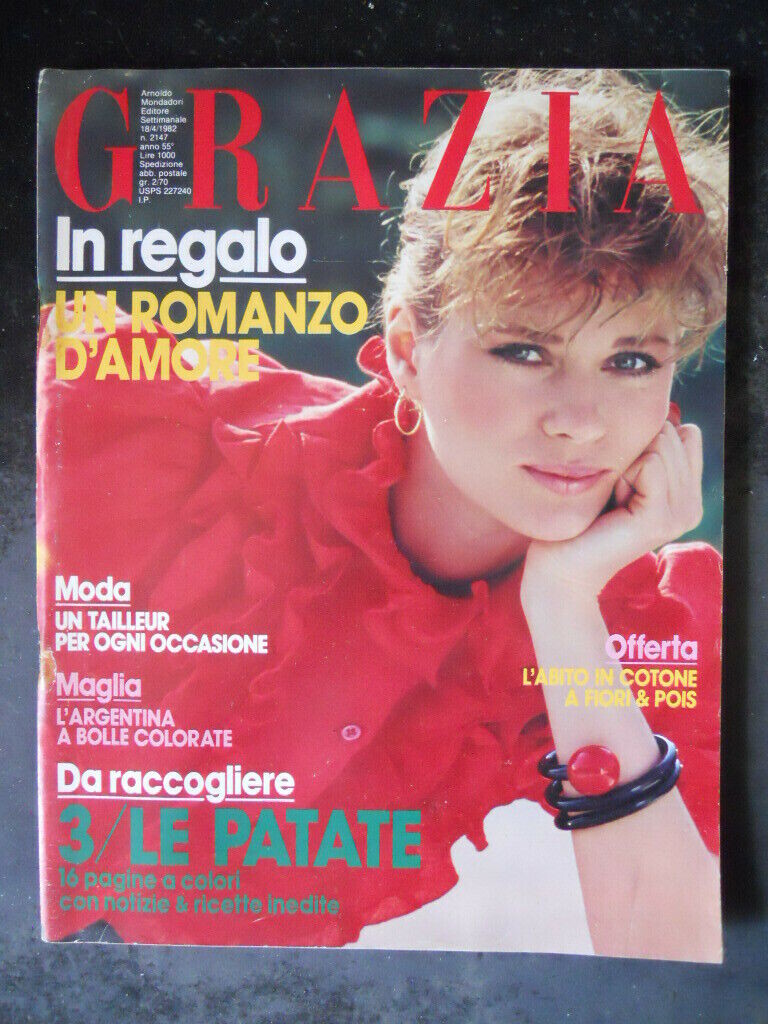 GRAZIA
Arnoldo
Mondadori
Editore
Settimanale
18/4/1982
n. 2147
anno 55°
Lire 1000
Spedizione
abb. postale
gr. 2/70
USPS 227240
I.P.
In regalo
UN ROMANZO
D'AMORE
Moda
UN TAILLEUR
PER OGNI OCCASIONE
Maglia
L'ARGENTINA
A BOLLE COLORATE
Offerta
L'ABITO IN COTONE
A FIORI & POIS
Da raccogliere
3/LE PATATE
16 pagine a colori
con notizie & ricette inedite